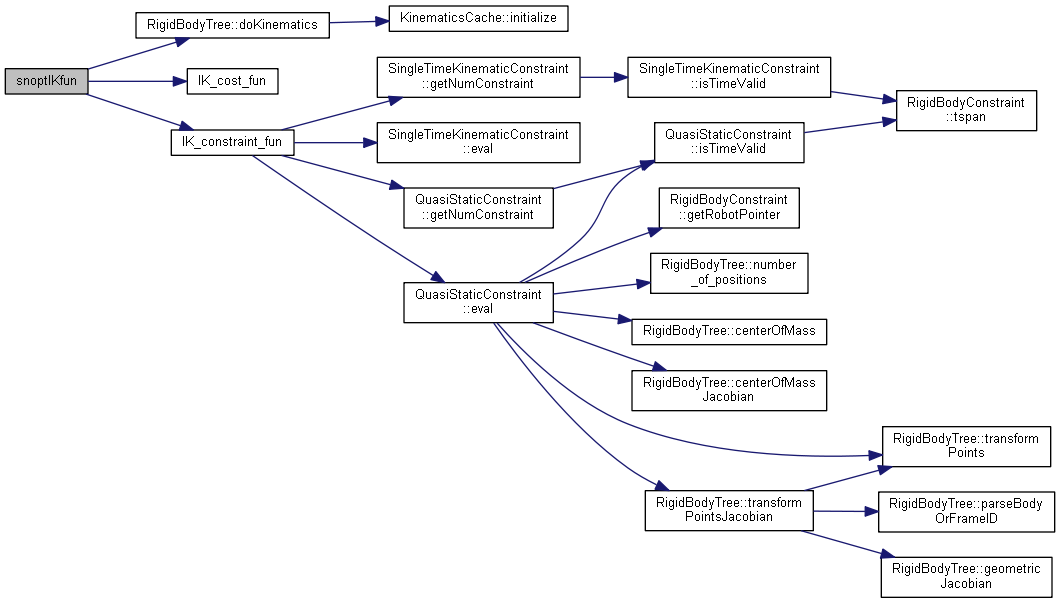 RigidBodyTree::doKinematics
KinematicsCache::initialize
snoptIKfun
IK_cost_fun
IK_constraint_fun
SingleTimeKinematicConstraint
::getNumConstraint
SingleTimeKinematicConstraint
::isTimeValid
RigidBodyConstraint
::tspan
SingleTimeKinematicConstraint
::eval
QuasiStaticConstraint
::isTimeValid
QuasiStaticConstraint
::getNumConstraint
RigidBodyConstraint
::getRobotPointer
QuasiStaticConstraint
::eval
RigidBodyTree::number
_of_positions
RigidBodyTree::centerOfMass
RigidBodyTree::centerOfMass
Jacobian
RigidBodyTree::transform
Points
RigidBodyTree::transform
PointsJacobian
RigidBodyTree::parseBody
OrFrameID
RigidBodyTree::geometric
Jacobian